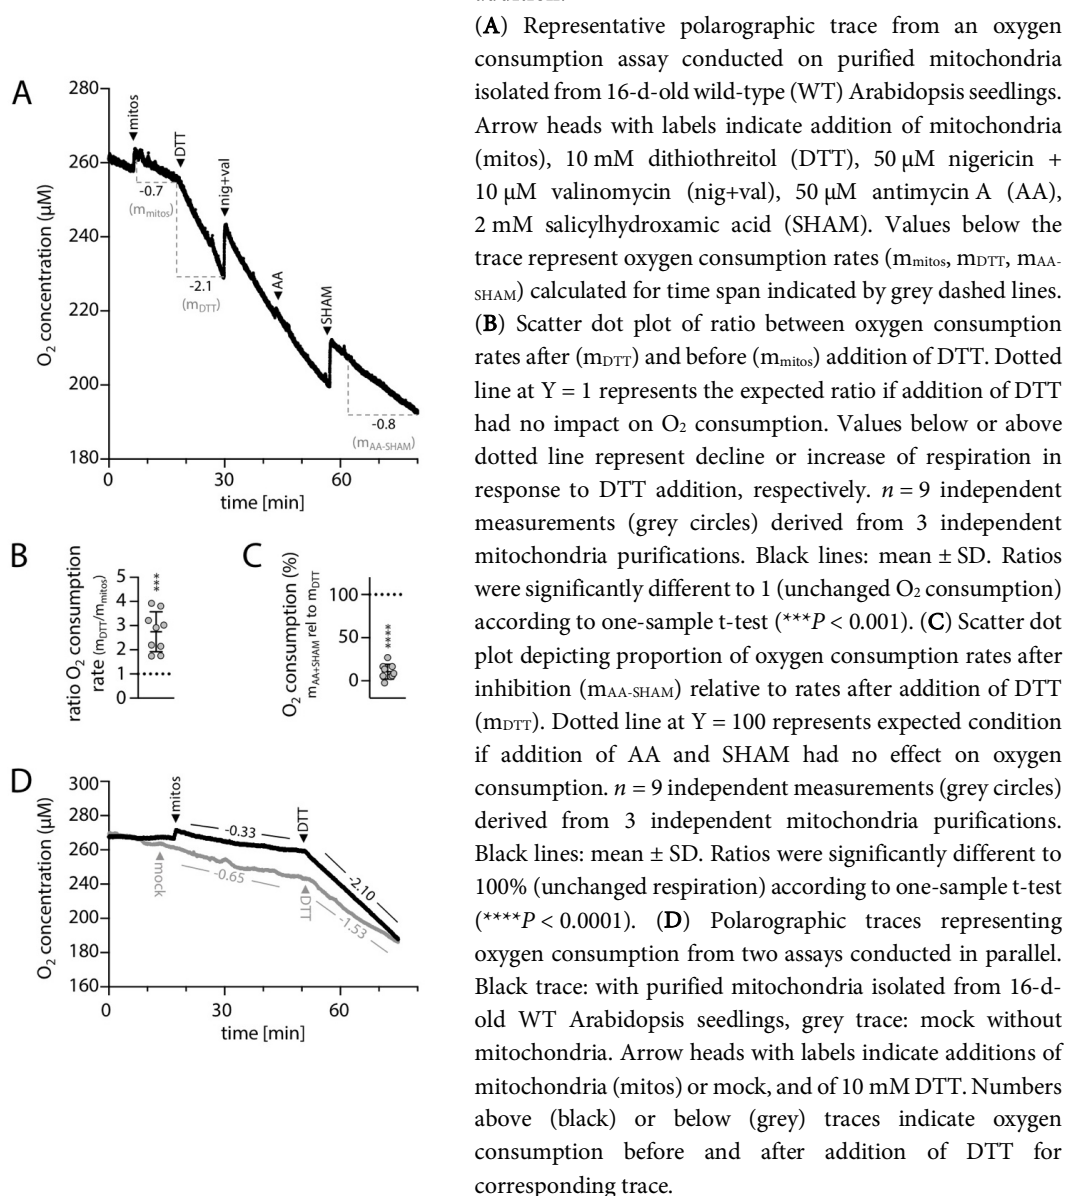 addition.
(A) Representative polarographic trace from an oxygen
consumption assay conducted on purified mitochondria
isolated from 16-d-old wild-type (WT) Arabidopsis seedlings.
Arrow heads with labels indicate addition of mitochondria
(mitos), 10 mM dithiothreitol (DTT), 50 µM nigericin +
10 µM valinomycin (nig+val), 50 µM antimycin A (AA),
2 mM salicylhydroxamic acid (SHAM). Values below the
trace represent oxygen consumption rates (mmitos, mDTT, mAA-
SHAM) calculated for time span indicated by grey dashed lines.
(B) Scatter dot plot of ratio between oxygen consumption
rates after (mDTT) and before (mmitos) addition of DTT. Dotted
line at Y = 1 represents the expected ratio if addition of DTT
had no impact on O2 consumption. Values below or above
dotted line represent decline or increase of respiration in
response to DTT addition, respectively. n = 9 independent
measurements (grey circles) derived from 3 independent
mitochondria purifications. Black lines: mean ± SD. Ratios
were significantly different to 1 (unchanged O2 consumption)
according to one-sample t-test (***P < 0.001). (C) Scatter dot
plot depicting proportion of oxygen consumption rates after
inhibition (mAA-SHAM) relative to rates after addition of DTT
(mDTT). Dotted line at Y = 100 represents expected condition
if addition of AA and SHAM had no effect on oxygen
consumption. n = 9 independent measurements (grey circles)
derived from 3 independent mitochondria purifications.
Black lines: mean ± SD. Ratios were significantly different to
100% (unchanged respiration) according to one-sample t-test
(****P < 0.0001). (D) Polarographic traces representing
oxygen consumption from two assays conducted in parallel.
Black trace: with purified mitochondria isolated from 16-d-
old WT Arabidopsis seedlings, grey trace: mock without
mitochondria. Arrow heads with labels indicate additions of
mitochondria (mitos) or mock, and of 10 mM DTT. Numbers
above (black) or below (grey) traces indicate oxygen
consumption before and after addition of DTT for
corresponding trace.
A
O2 concentration (µM)
280
260
240
220
200
180
mitos
DTT
nig+val
AA
SHAM
-0.7
(mmitos)
-2.1
(mDTT)
-0.8
(mAA-SHAM)
0
30
60
time [min]
B
ratio O2 consumption
rate (mDTT/mmitos)
5
4
3
2
1
0
***
C
O2 consumption (%)
mAA+SHAM rel to mDTT
100
50
0
****
D
O2 concentration (µM)
300
280
260
240
220
200
180
160
mitos
-0.33
DTT
-2.10
mock
-0.65
DTT
-1.53
0
30
60
time [min]